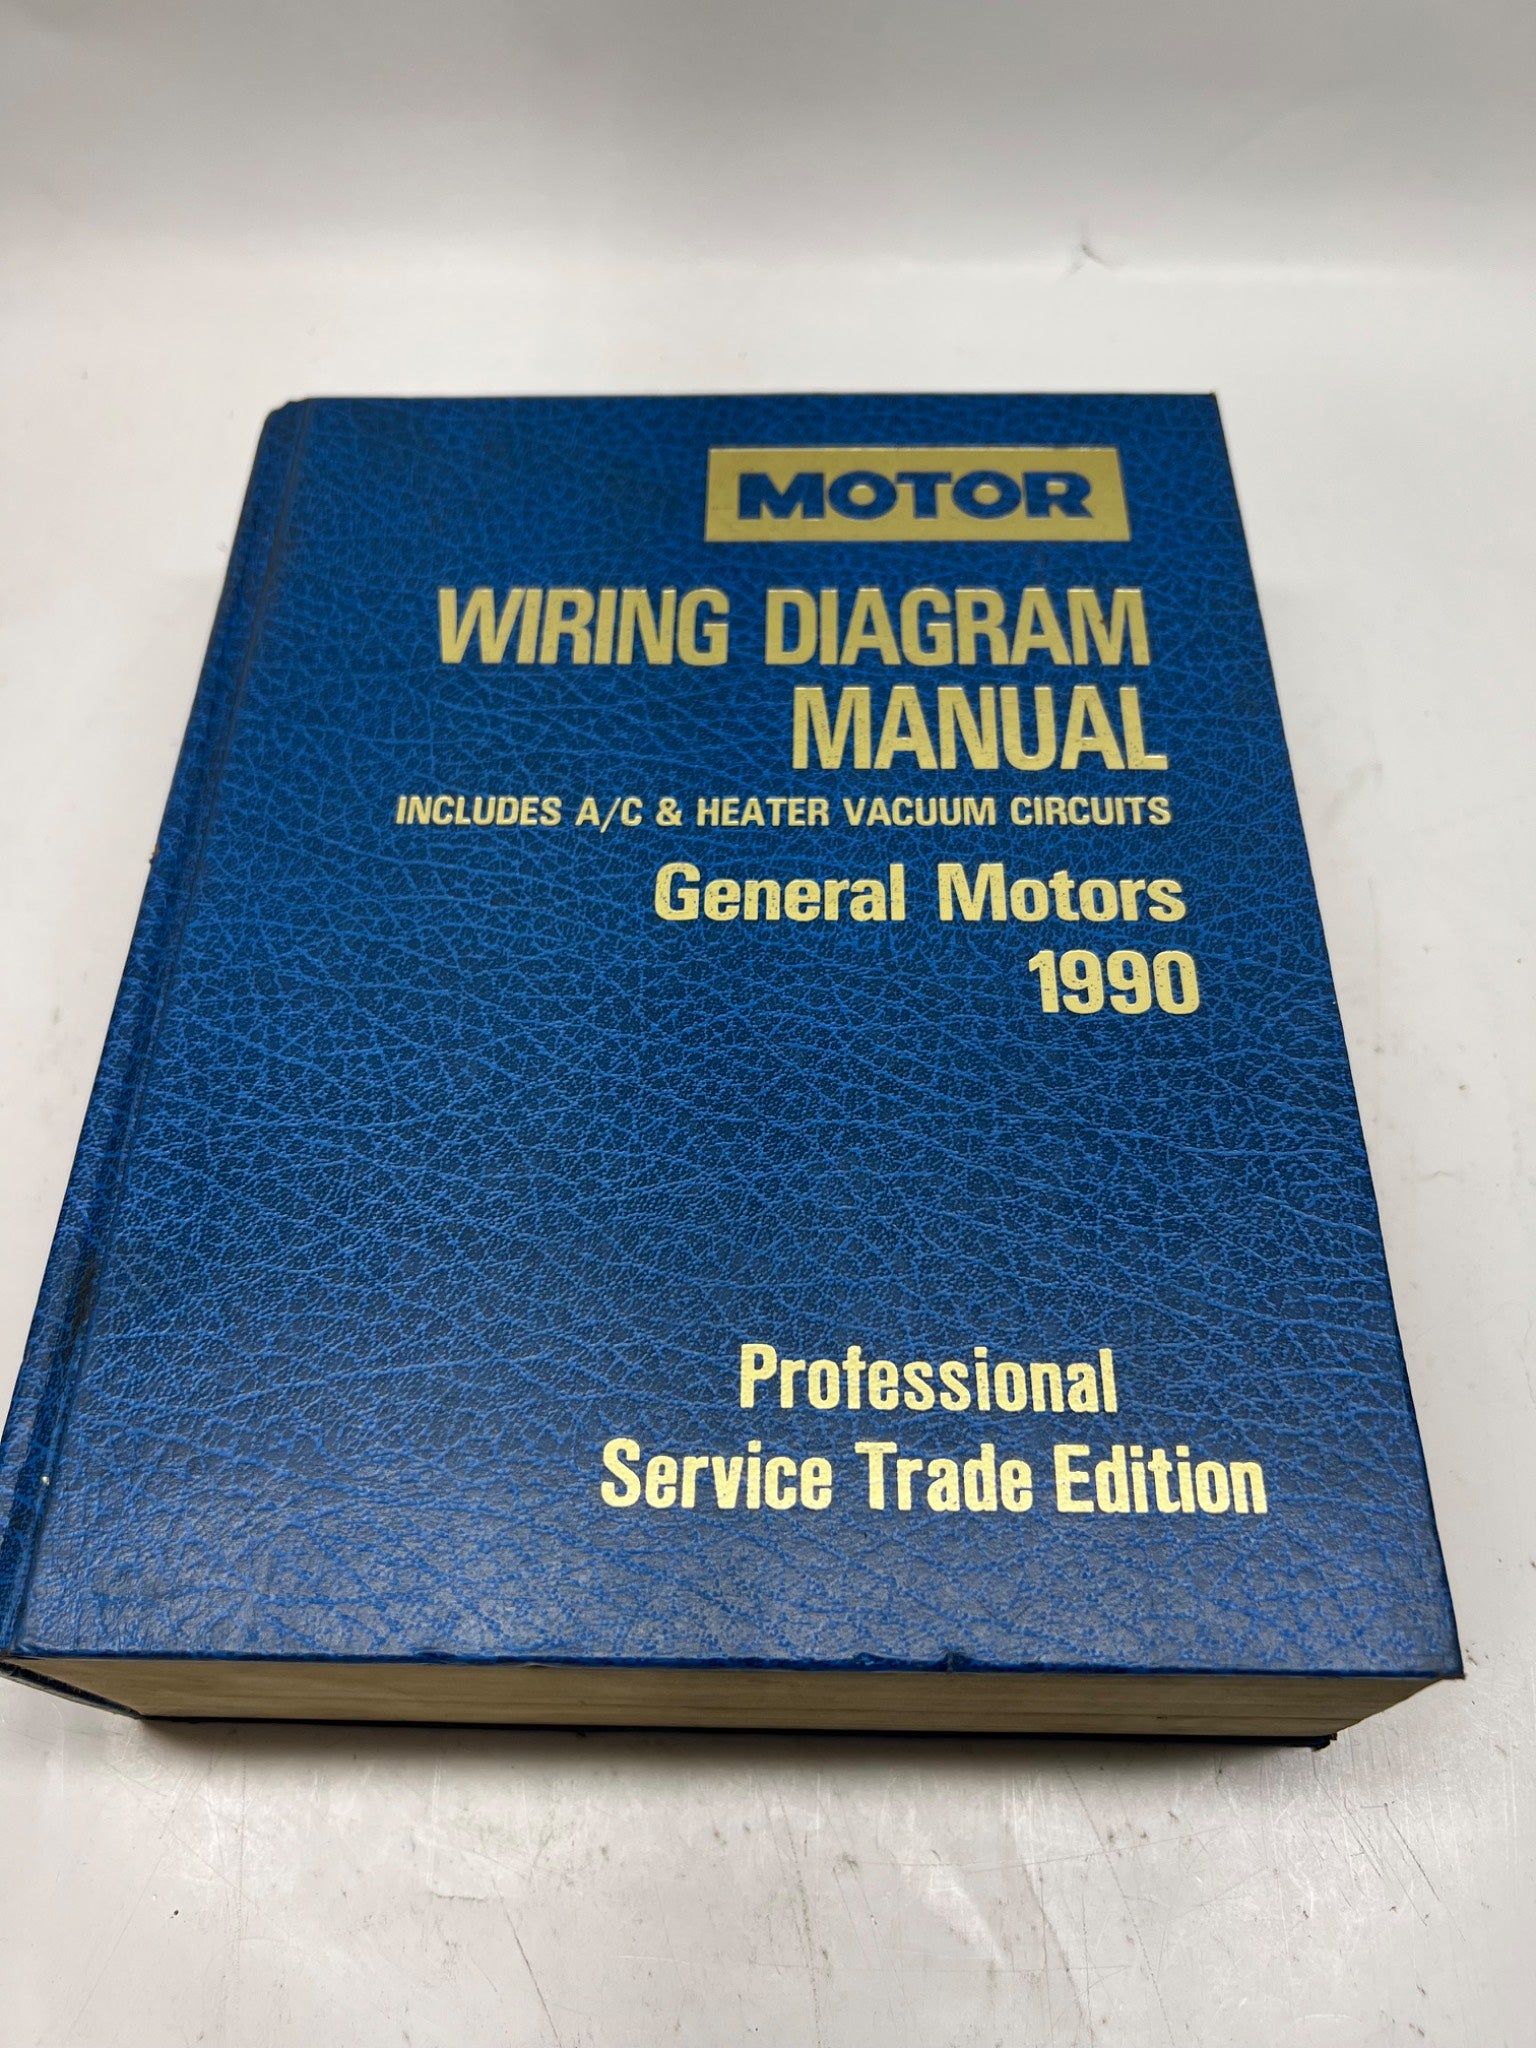 MOTOR
WIRING DIAGRAM
MANUAL
INCLUDES A/C & HEATER VACUUM CIRCUITS
General Motors
1990
Professional
Service Trade Edition